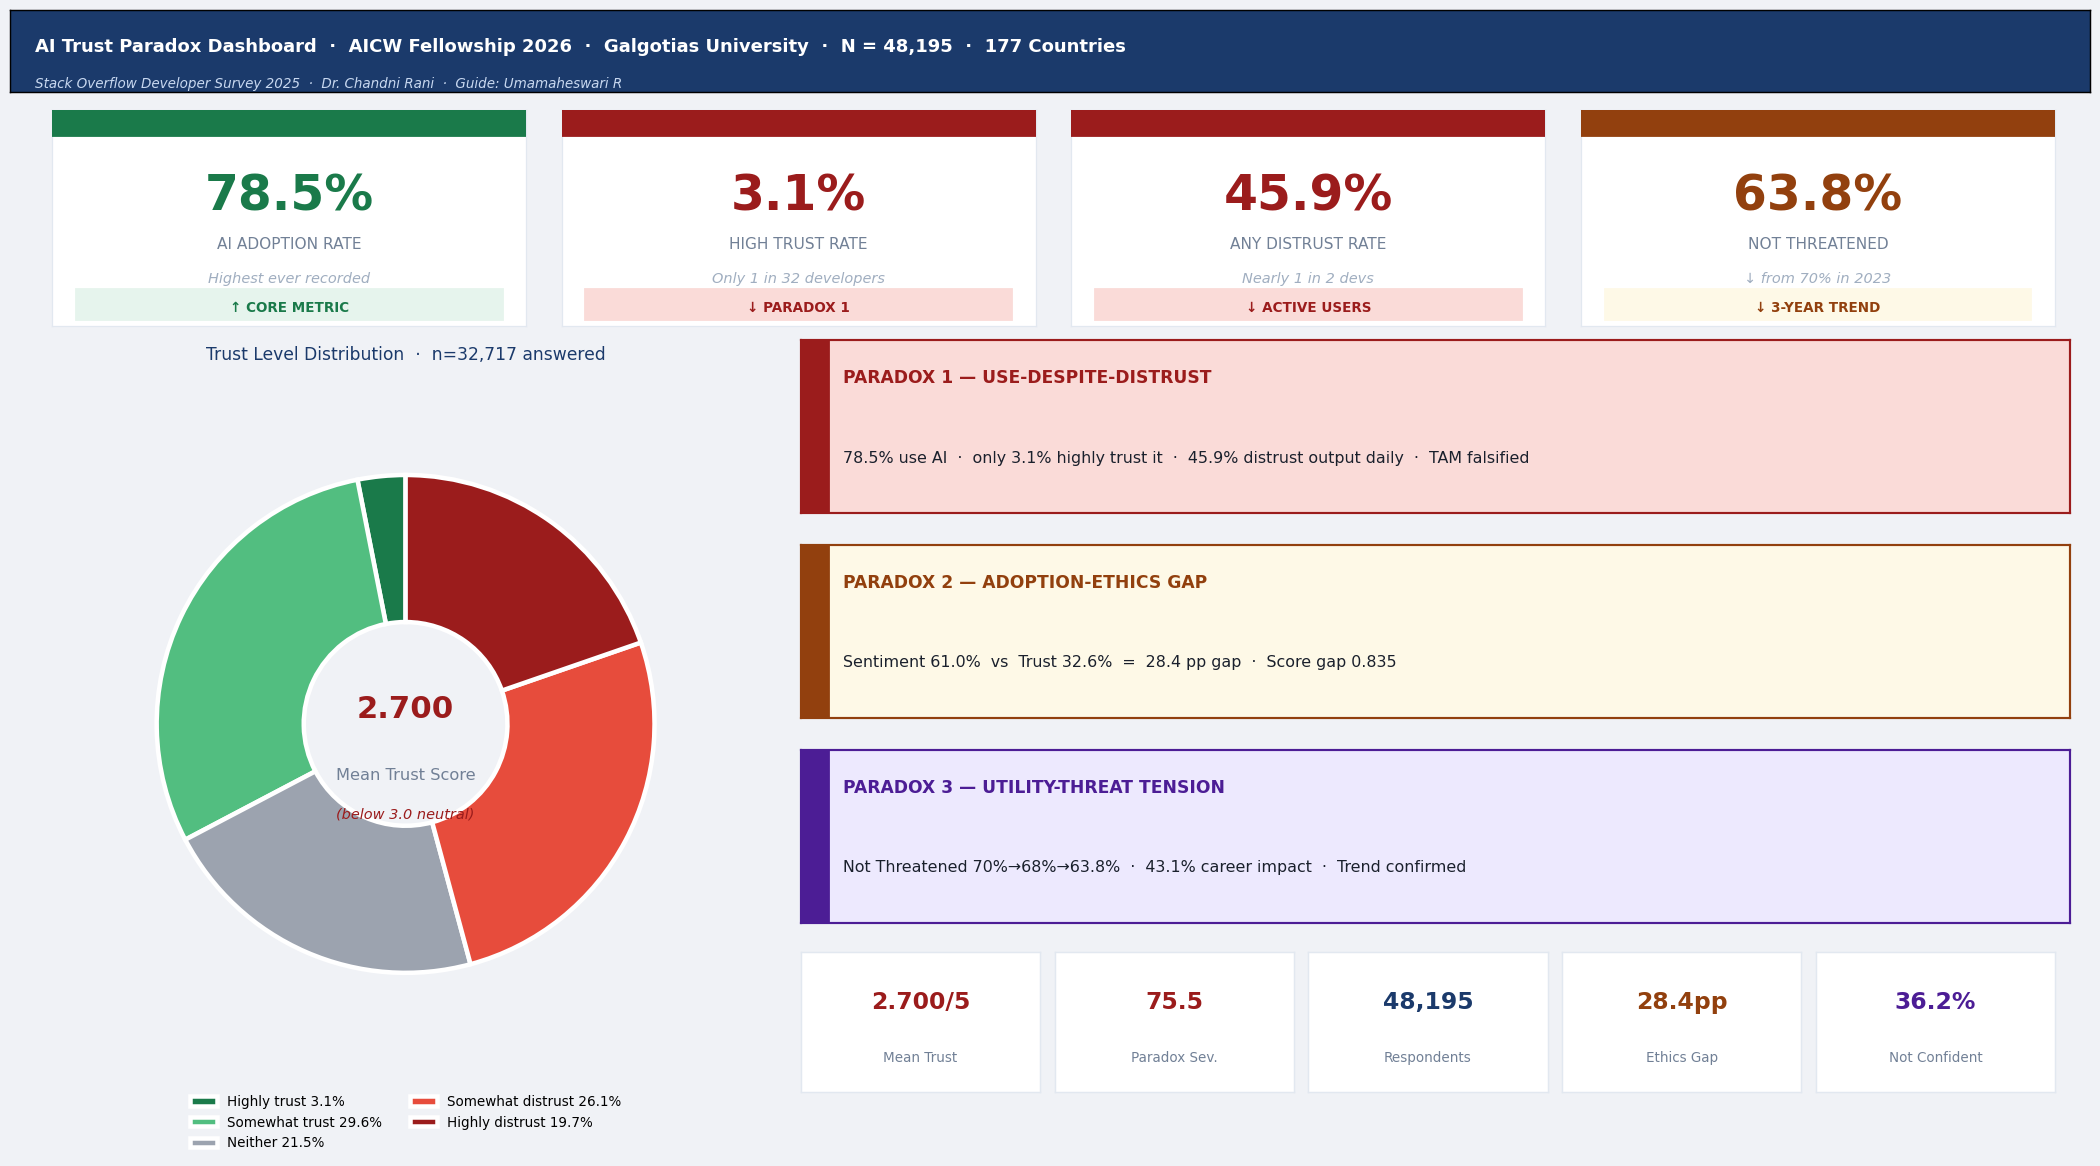 AI Trust Paradox Dashboard · AICW Fellowship 2026 · Galgotias University · N = 48,195 · 177 Countries
Stack Overflow Developer Survey 2025 · Dr. Chandni Rani · Guide: Umamaheswari R
78.5%
AI ADOPTION RATE
Highest ever recorded
↑ CORE METRIC
3.1%
HIGH TRUST RATE
Only 1 in 32 developers
↓ PARADOX 1
45.9%
ANY DISTRUST RATE
Nearly 1 in 2 devs
↓ ACTIVE USERS
63.8%
NOT THREATENED
↓ from 70% in 2023
↓ 3-YEAR TREND
Trust Level Distribution · n=32,717 answered
2.700
Mean Trust Score
(below 3.0 neutral)
Highly trust 3.1%
Somewhat trust 29.6%
Neither 21.5%
Somewhat distrust 26.1%
Highly distrust 19.7%
PARADOX 1 — USE-DESPITE-DISTRUST
78.5% use AI · only 3.1% highly trust it · 45.9% distrust output daily · TAM falsified
PARADOX 2 — ADOPTION-ETHICS GAP
Sentiment 61.0% vs Trust 32.6% = 28.4 pp gap · Score gap 0.835
PARADOX 3 — UTILITY-THREAT TENSION
Not Threatened 70%→68%→63.8% · 43.1% career impact · Trend confirmed
2.700/5
Mean Trust
75.5
Paradox Sev.
48,195
Respondents
28.4pp
Ethics Gap
36.2%
Not Confident